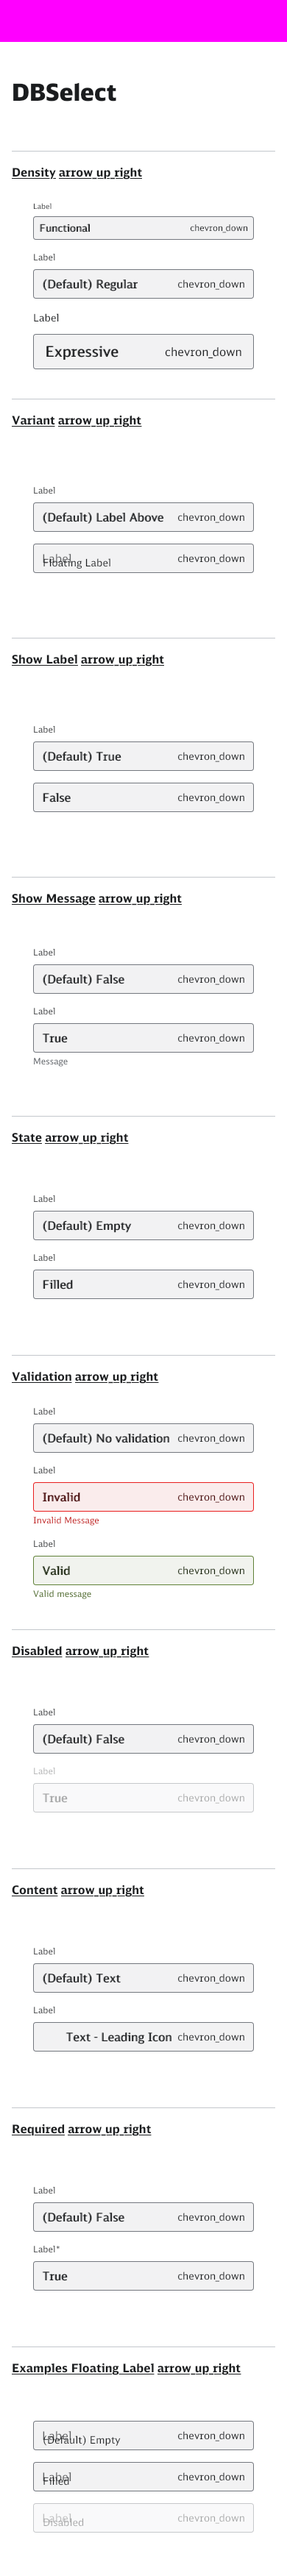 DBSelect
Density arrow_up_right
Label
Functional chevron_down
Label
(Default) Regular chevron_down
Label
Expressive chevron_down
Variant arrow_up_right
Label
(Default) Label Above chevron_down
Label chevron_down
Floating Label
Show Label arrow_up_right
Label
(Default) True chevron_down
False chevron_down
Show Message arrow_up_right
Label
(Default) False chevron_down
Label
True chevron_down
Message
State arrow_up_right
Label
(Default) Empty chevron_down
Label
Filled chevron_down
Validation arrow_up_right
Label
(Default) No validation chevron_down
Label
Invalid chevron_down
Invalid Message
Label
Valid chevron_down
Valid message
Disabled arrow_up_right
Label
(Default) False chevron_down
Label
True chevron_down
Content arrow_up_right
Label
(Default) Text chevron_down
Label
Text - Leading Icon chevron_down
Required arrow_up_right
Label
(Default) False chevron_down
Label*
True chevron_down
Examples Floating Label arrow_up_right
Label chevron_down
(Default) Empty
Label chevron_down
Filled
Label chevron_down
Disabled